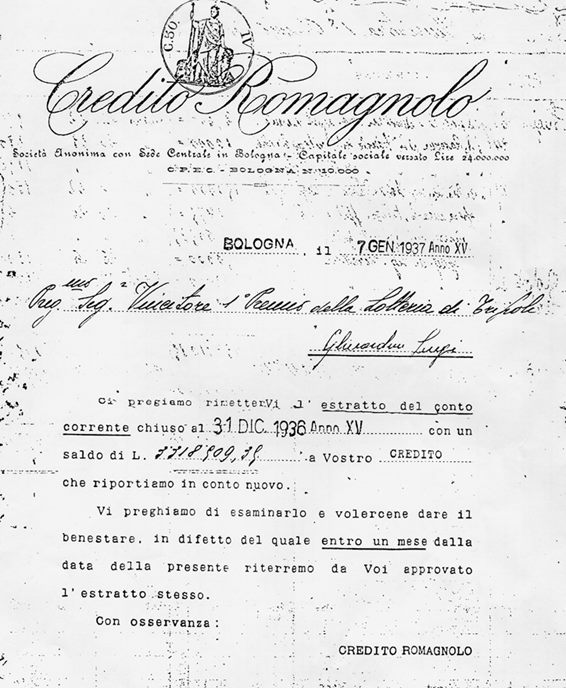 C.50. IV
Credito Romagnolo
Società Anonima con Sede Centrale in Bologna - Capitale sociale versato Lire 24.000.000
C.P.E.C. - BOLOGNA N. 10.000
BOLOGNA, il 7 GEN. 1937 Anno XV
Preg.mo Sig. Vincitore 1° Premio della Lotteria di Tripoli
Ghirardini Luigi
Ci pregiamo rimetterVi l'estratto del conto
corrente chiuso al 31 DIC. 1936 Anno XV con un
saldo di L. a Vostro CREDITO
che riportiamo in conto nuovo.
Vi preghiamo di esaminarlo e volercene dare il
benestare, in difetto del quale entro un mese dalla
data della presente riterremo da Voi approvato
l'estratto stesso.
Con osservanza:
CREDITO ROMAGNOLO